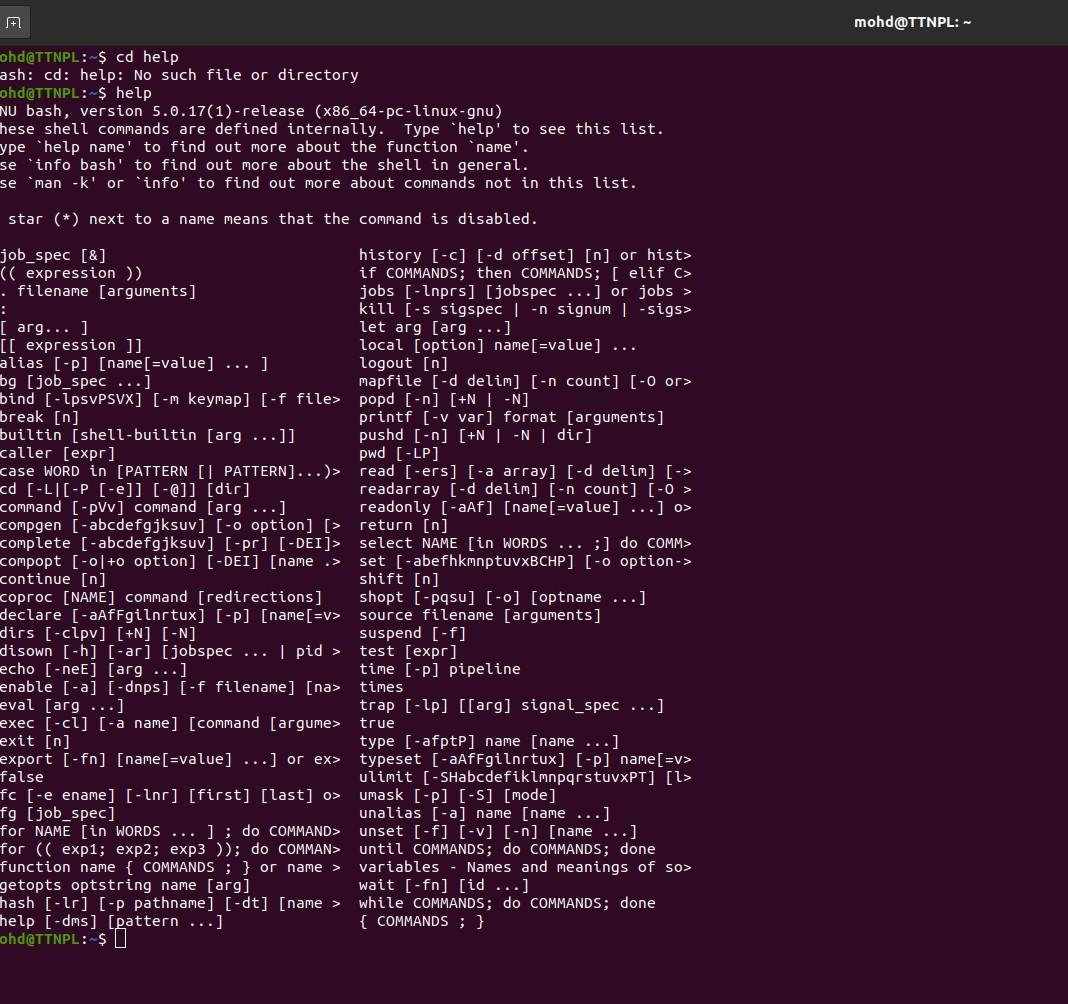 mohd@TTNPL: ~
ohd@TTNPL:~$ cd help
ash: cd: help: No such file or directory
ohd@TTNPL:~$ help
NU bash, version 5.0.17(1)-release (x86_64-pc-linux-gnu)
hese shell commands are defined internally.  Type `help' to see this list.
ype `help name' to find out more about the function `name'.
se `info bash' to find out more about the shell in general.
se `man -k' or `info' to find out more about commands not in this list.
star (*) next to a name means that the command is disabled.
job_spec [&]                            history [-c] [-d offset] [n] or hist>
(( expression ))                        if COMMANDS; then COMMANDS; [ elif C>
. filename [arguments]                  jobs [-lnprs] [jobspec ...] or jobs >
:                                       kill [-s sigspec | -n signum | -sigs>
[ arg... ]                              let arg [arg ...]
[[ expression ]]                        local [option] name[=value] ...
alias [-p] [name[=value] ... ]          logout [n]
bg [job_spec ...]                       mapfile [-d delim] [-n count] [-O or>
bind [-lpsvPSVX] [-m keymap] [-f file>  popd [-n] [+N | -N]
break [n]                               printf [-v var] format [arguments]
builtin [shell-builtin [arg ...]]       pushd [-n] [+N | -N | dir]
caller [expr]                           pwd [-LP]
case WORD in [PATTERN [| PATTERN]...)>  read [-ers] [-a array] [-d delim] [->
cd [-L|[-P [-e]] [-@]] [dir]            readarray [-d delim] [-n count] [-O >
command [-pVv] command [arg ...]        readonly [-aAf] [name[=value] ...] o>
compgen [-abcdefgjksuv] [-o option] [>  return [n]
complete [-abcdefgjksuv] [-pr] [-DEI]>  select NAME [in WORDS ... ;] do COMM>
compopt [-o|+o option] [-DEI] [name .>  set [-abefhkmnptuvxBCHP] [-o option->
continue [n]                            shift [n]
coproc [NAME] command [redirections]    shopt [-pqsu] [-o] [optname ...]
declare [-aAfFgilnrtux] [-p] [name[=v>  source filename [arguments]
dirs [-clpv] [+N] [-N]                  suspend [-f]
disown [-h] [-ar] [jobspec ... | pid >  test [expr]
echo [-neE] [arg ...]                   time [-p] pipeline
enable [-a] [-dnps] [-f filename] [na>  times
eval [arg ...]                          trap [-lp] [[arg] signal_spec ...]
exec [-cl] [-a name] [command [argume>  true
exit [n]                                type [-afptP] name [name ...]
export [-fn] [name[=value] ...] or ex>  typeset [-aAfFgilnrtux] [-p] name[=v>
false                                   ulimit [-SHabcdefiklmnpqrstuvxPT] [l>
fc [-e ename] [-lnr] [first] [last] o>  umask [-p] [-S] [mode]
fg [job_spec]                           unalias [-a] name [name ...]
for NAME [in WORDS ... ] ; do COMMAND>  unset [-f] [-v] [-n] [name ...]
for (( exp1; exp2; exp3 )); do COMMAN>  until COMMANDS; do COMMANDS; done
function name { COMMANDS ; } or name >  variables - Names and meanings of so>
getopts optstring name [arg]            wait [-fn] [id ...]
hash [-lr] [-p pathname] [-dt] [name >  while COMMANDS; do COMMANDS; done
help [-dms] [pattern ...]               { COMMANDS ; }
ohd@TTNPL:~$